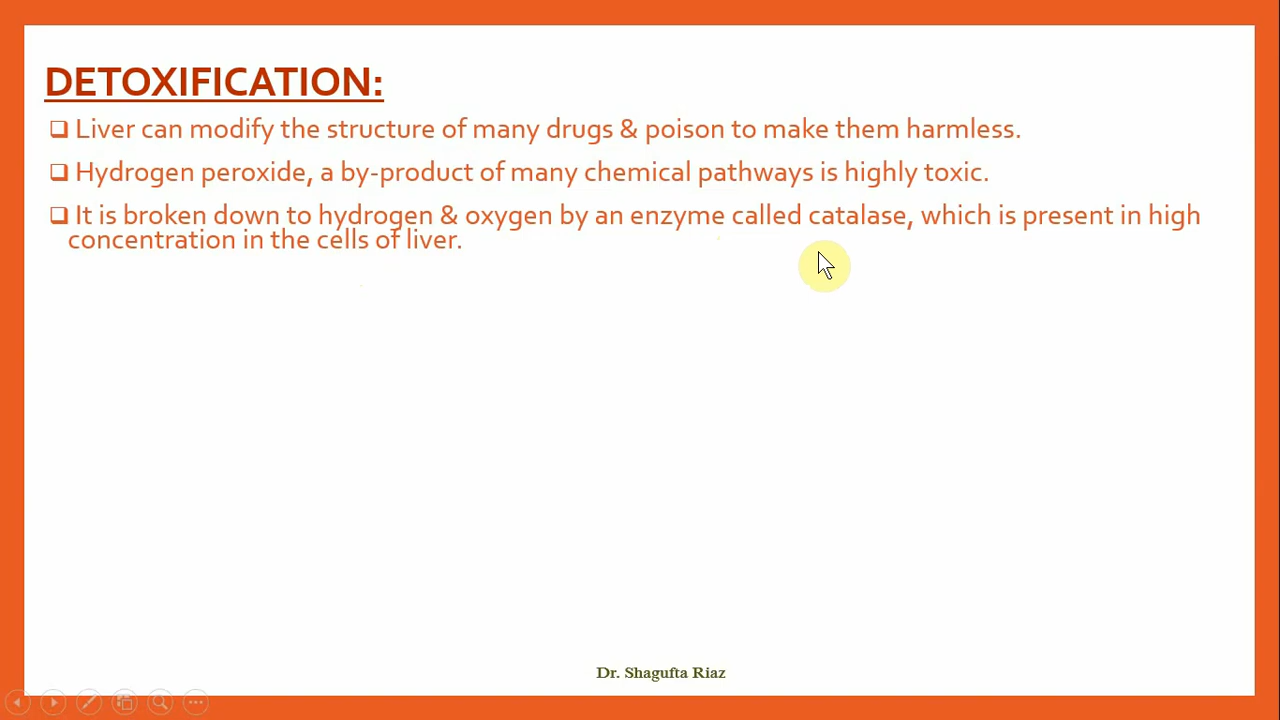 DETOXIFICATION:
Liver can modify the structure of many drugs & poison to make them harmless.
Hydrogen peroxide, a by-product of many chemical pathways is highly toxic.
It is broken down to hydrogen & oxygen by an enzyme called catalase, which is present in high
concentration in the cells of liver.
Dr. Shagufta Riaz